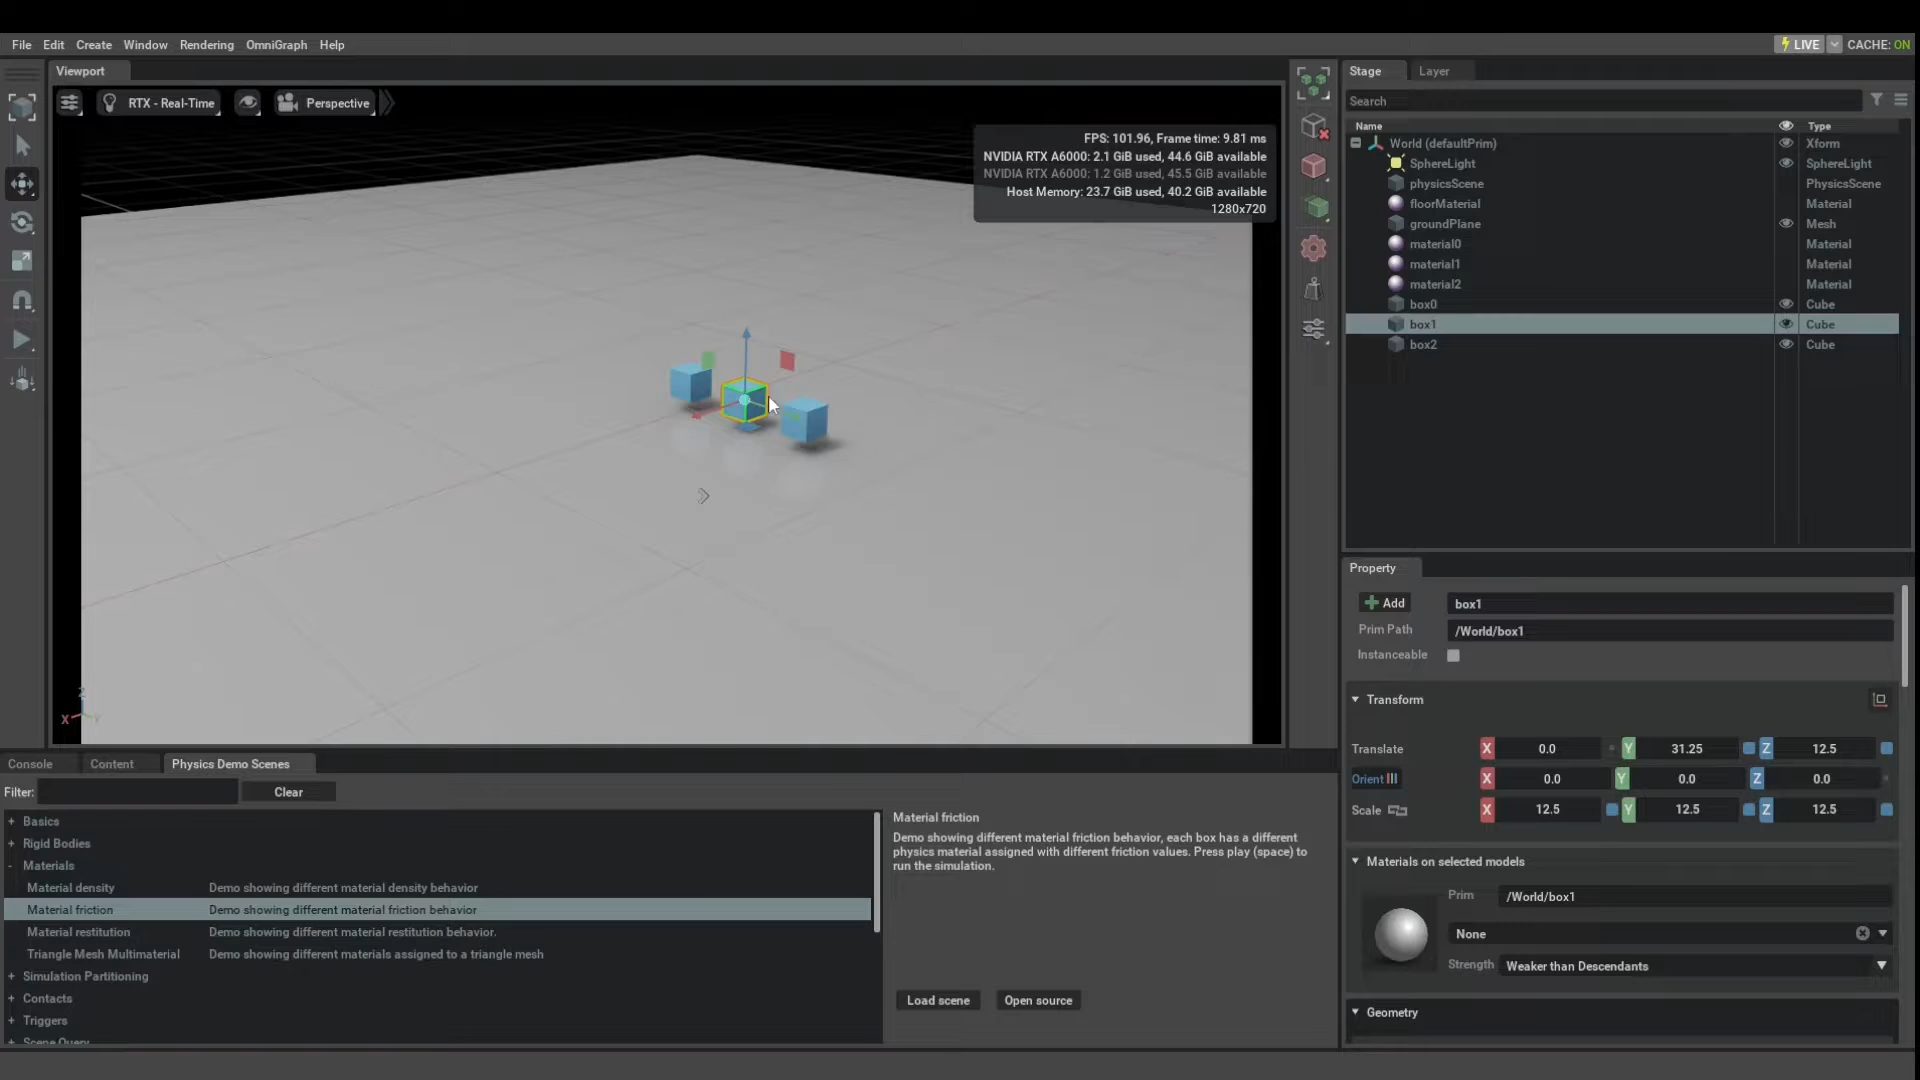 File Edit Create Window Rendering OmniGraph Help
LIVE CACHE: ON
Viewport
RTX - Real-Time Perspective
FPS: 101.96, Frame time: 9.81 ms
NVIDIA RTX A6000: 2.1 GiB used, 44.6 GiB available
NVIDIA RTX A6000: 1.2 GiB used, 45.5 GiB available
Host Memory: 23.7 GiB used, 40.2 GiB available
1280x720
Z
X Y
Stage Layer
Search
Name Type
World (defaultPrim) Xform
SphereLight SphereLight
physicsScene PhysicsScene
floorMaterial Material
groundPlane Mesh
material0 Material
material1 Material
material2 Material
box0 Cube
box1 Cube
box2 Cube
Property
Add box1
Prim Path /World/box1
Instanceable
Transform
Translate X 0.0 Y 31.25 Z 12.5
Orient X 0.0 Y 0.0 Z 0.0
Scale X 12.5 Y 12.5 Z 12.5
Materials on selected models
Prim /World/box1
None
Strength Weaker than Descendants
Geometry
Console Content Physics Demo Scenes
Filter: Clear
+ Basics
+ Rigid Bodies
- Materials
Material density Demo showing different material density behavior
Material friction Demo showing different material friction behavior
Material restitution Demo showing different material restitution behavior.
Triangle Mesh Multimaterial Demo showing different materials assigned to a triangle mesh
+ Simulation Partitioning
+ Contacts
+ Triggers
+ Scene Query
Material friction
Demo showing different material friction behavior, each box has a different
physics material assigned with different friction values. Press play (space) to
run the simulation.
Load scene Open source